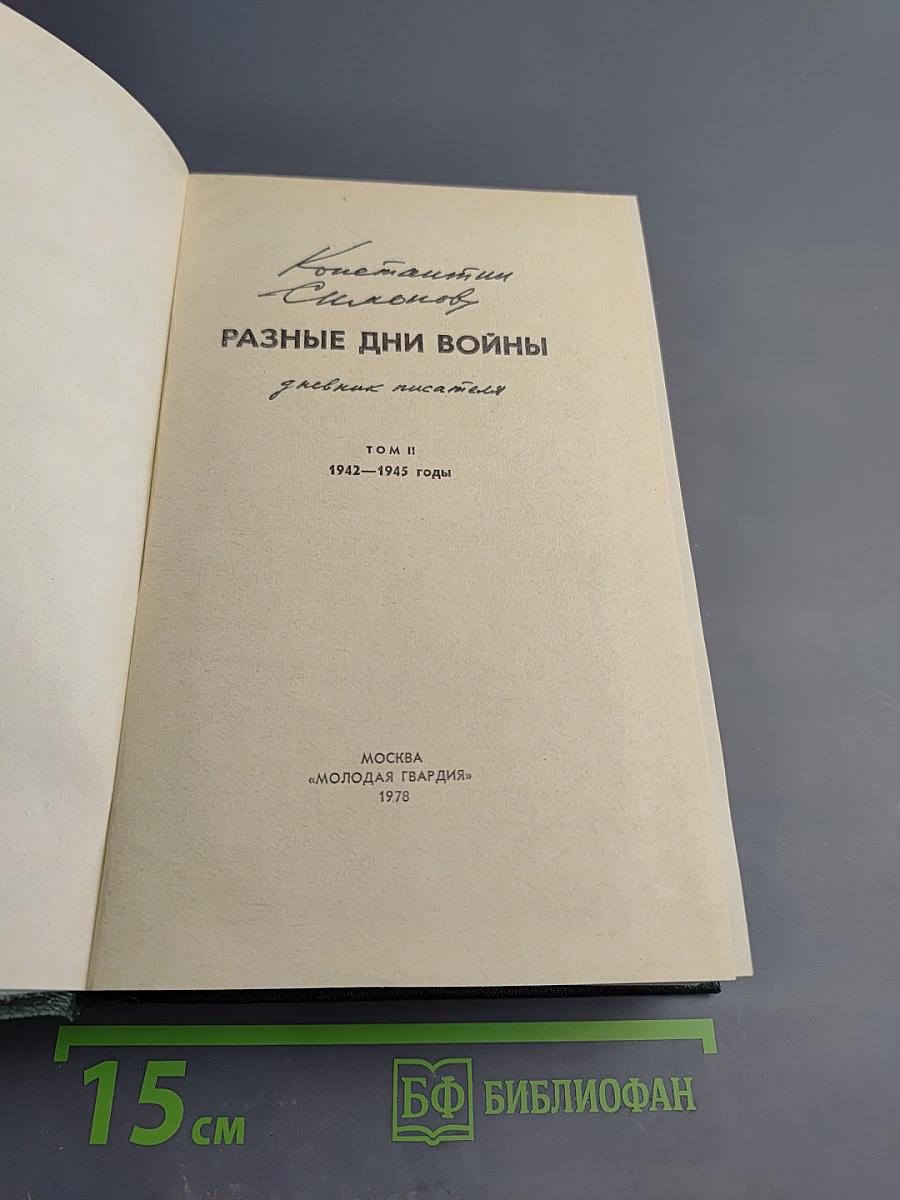 Константин
Симонов
РАЗНЫЕ ДНИ ВОЙНЫ
дневник писателя
ТОМ II
1942—1945 годы
МОСКВА
«МОЛОДАЯ ГВАРДИЯ»
1978
15 см
БФ БИБЛИОФАН